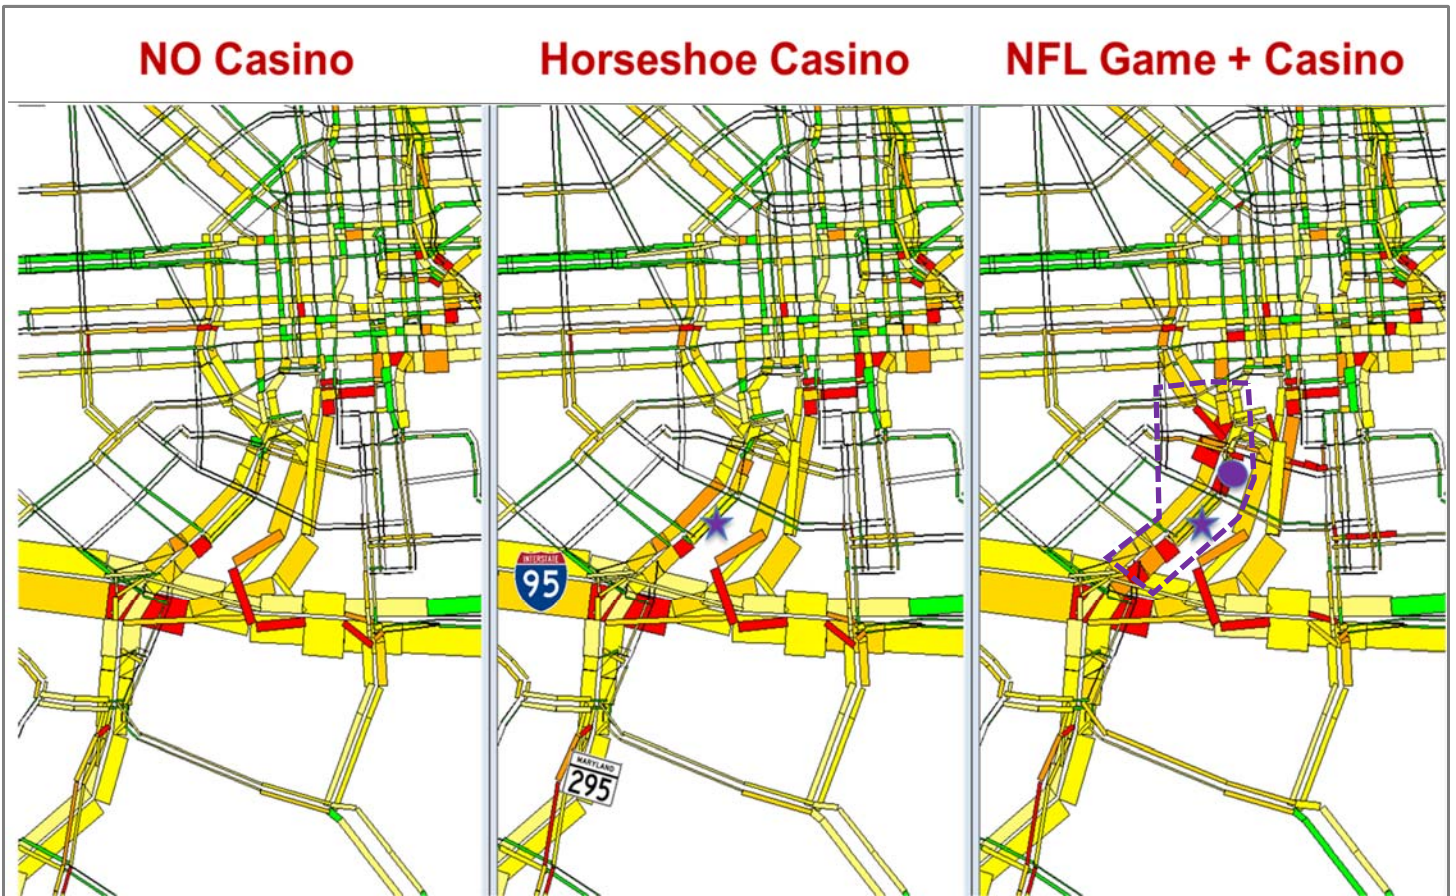 NO Casino
Horseshoe Casino
NFL Game + Casino
INTERSTATE
95
MARYLAND
295